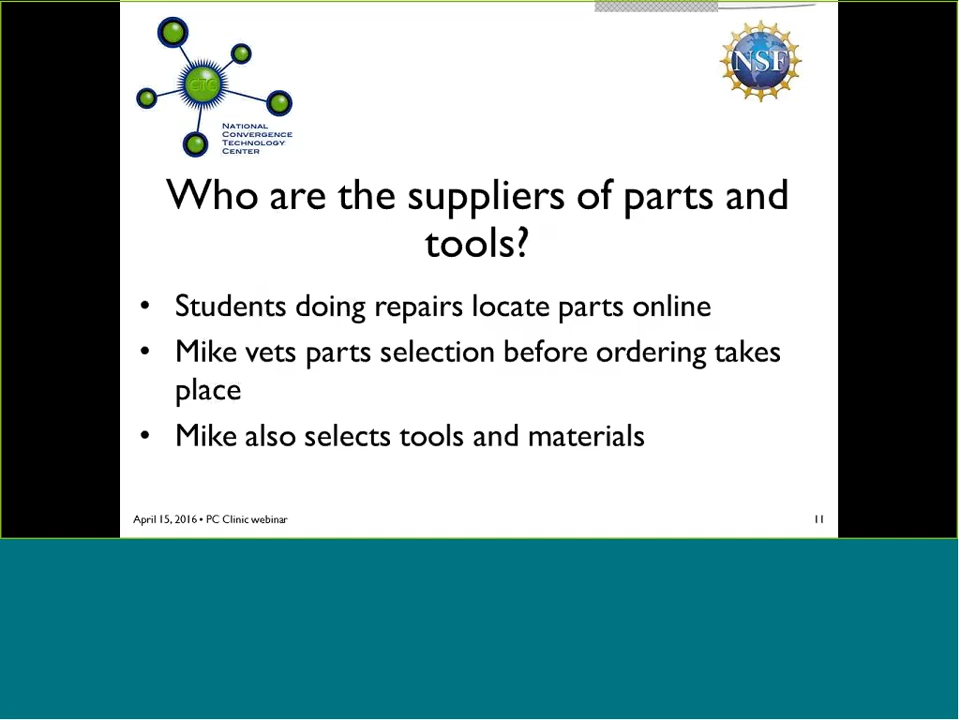 CTC
NATIONAL
CONVERGENCE
TECHNOLOGY
CENTER
NSF
Who are the suppliers of parts and
tools?
• Students doing repairs locate parts online
• Mike vets parts selection before ordering takes
place
• Mike also selects tools and materials
April 15, 2016 • PC Clinic webinar
11